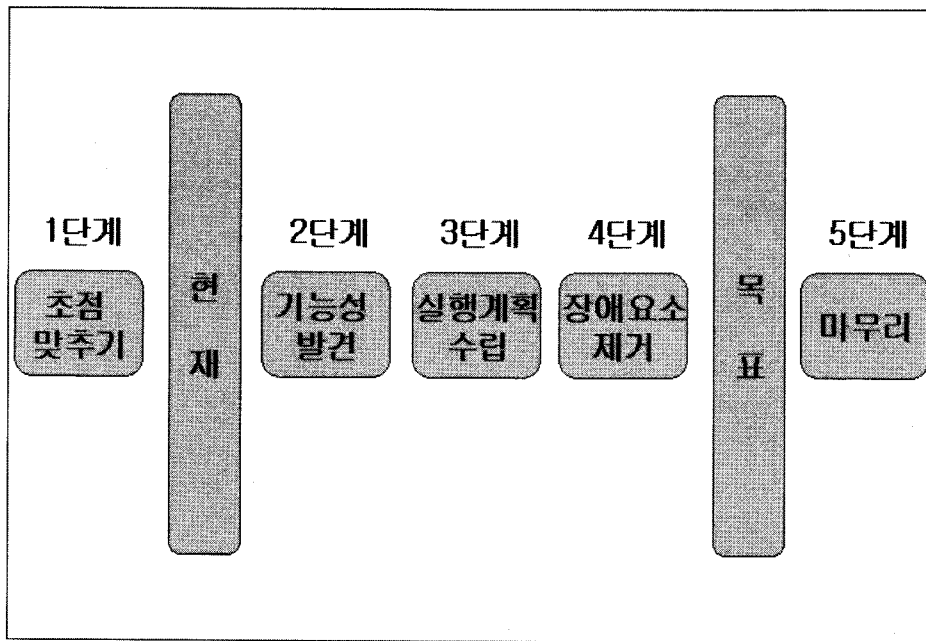 1단계
초점
맞추기
현
재
2단계
기능성
발견
3단계
실행계획
수립
4단계
장애요소
제거
목
표
5단계
마무리